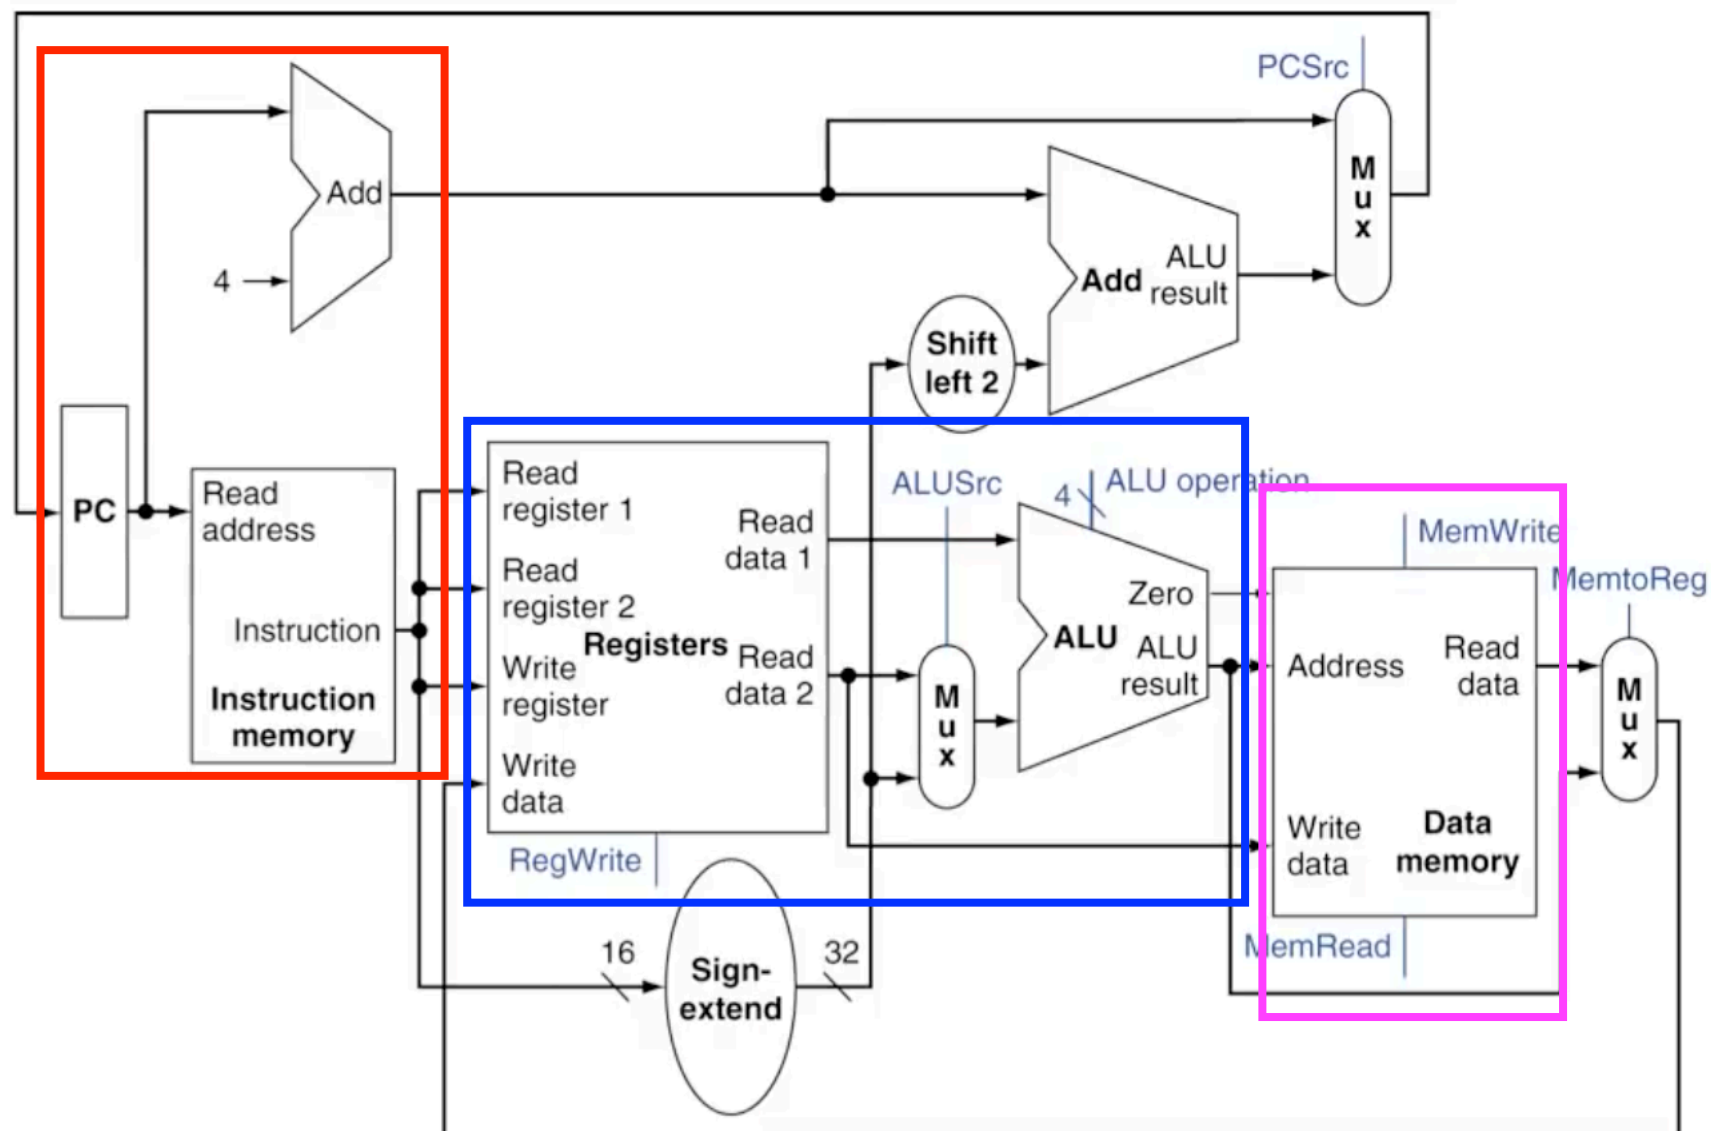 PCSrc
Add
4
M
u
x
Add
ALU
result
Shift
left 2
PC
Read
address
Instruction
Instruction
memory
Read
register 1
Read
register 2
Write
register
Write
data
Registers
Read
data 1
Read
data 2
RegWrite
16
Sign-
extend
32
ALUSrc
M
u
x
4
ALU operation
Zero
ALU
ALU
result
MemWrite
Address
Read
data
Write
data
Data
memory
MemRead
MemtoReg
M
u
x